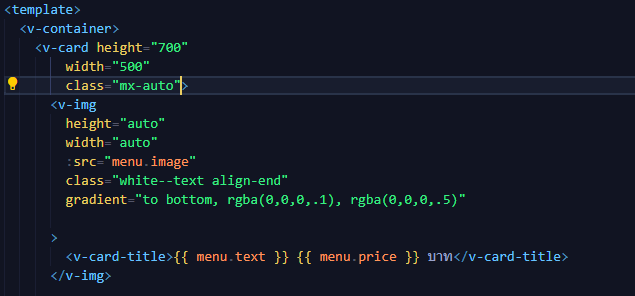 <template>
  <v-container>
    <v-card height="700"
        width="500"
        class="mx-auto">
      <v-img
        height="auto"
        width="auto"
        :src="menu.image"
        class="white--text align-end"
        gradient="to bottom, rgba(0,0,0,.1), rgba(0,0,0,.5)"
      >
        <v-card-title>{{ menu.text }} {{ menu.price }} บาท</v-card-title>
      </v-img>